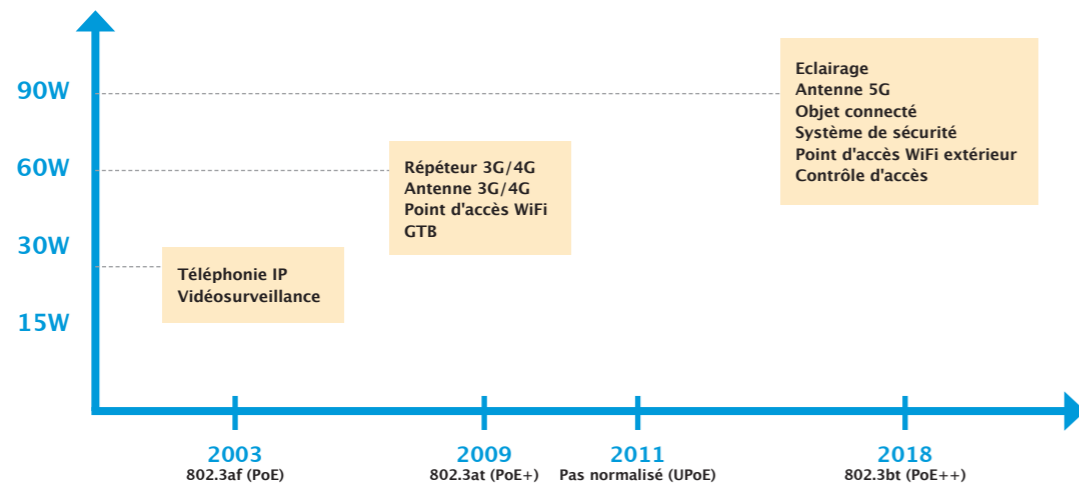 90W
60W
30W
15W
Téléphonie IP
Vidéosurveillance
Répéteur 3G/4G
Antenne 3G/4G
Point d'accès WiFi
GTB
Eclairage
Antenne 5G
Objet connecté
Système de sécurité
Point d'accès WiFi extérieur
Contrôle d'accès
2003
802.3af (PoE)
2009
802.3at (PoE+)
2011
Pas normalisé (UPoE)
2018
802.3bt (PoE++)